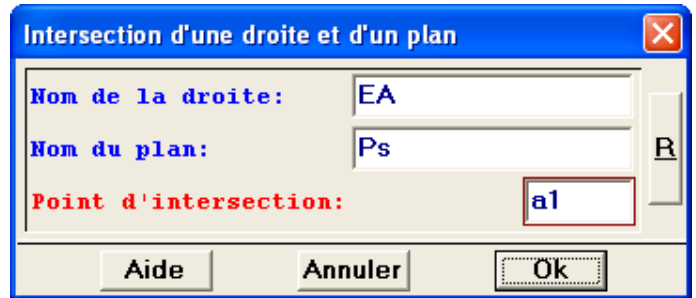 Intersection d'une droite et d'un plan
Nom de la droite: EA
Nom du plan: Ps
R
Point d'intersection: a1
Aide Annuler Ok